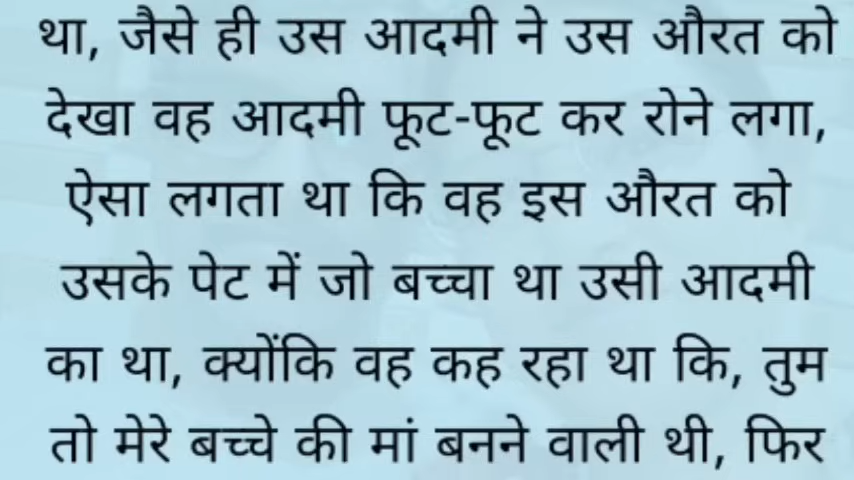 था, जैसे ही उस आदमी ने उस औरत को
देखा वह आदमी फूट-फूट कर रोने लगा,
ऐसा लगता था कि वह इस औरत को
उसके पेट में जो बच्चा था उसी आदमी
का था, क्योंकि वह कह रहा था कि, तुम
तो मेरे बच्चे की मां बनने वाली थी, फिर